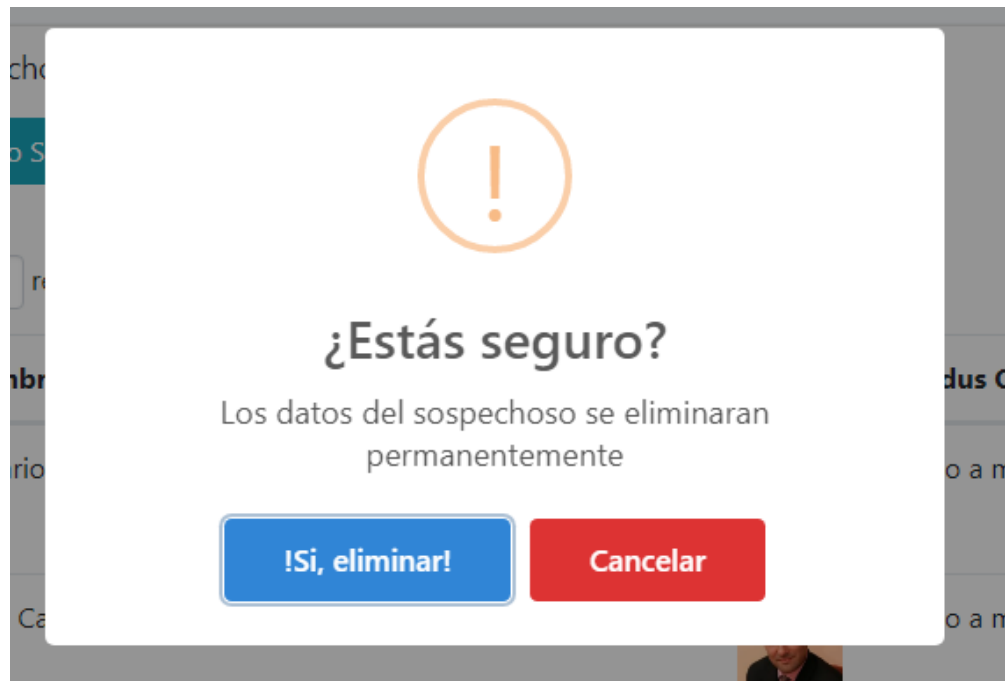 ¿Estás seguro?
Los datos del sospechoso se eliminaran
permanentemente
!Si, eliminar!
Cancelar